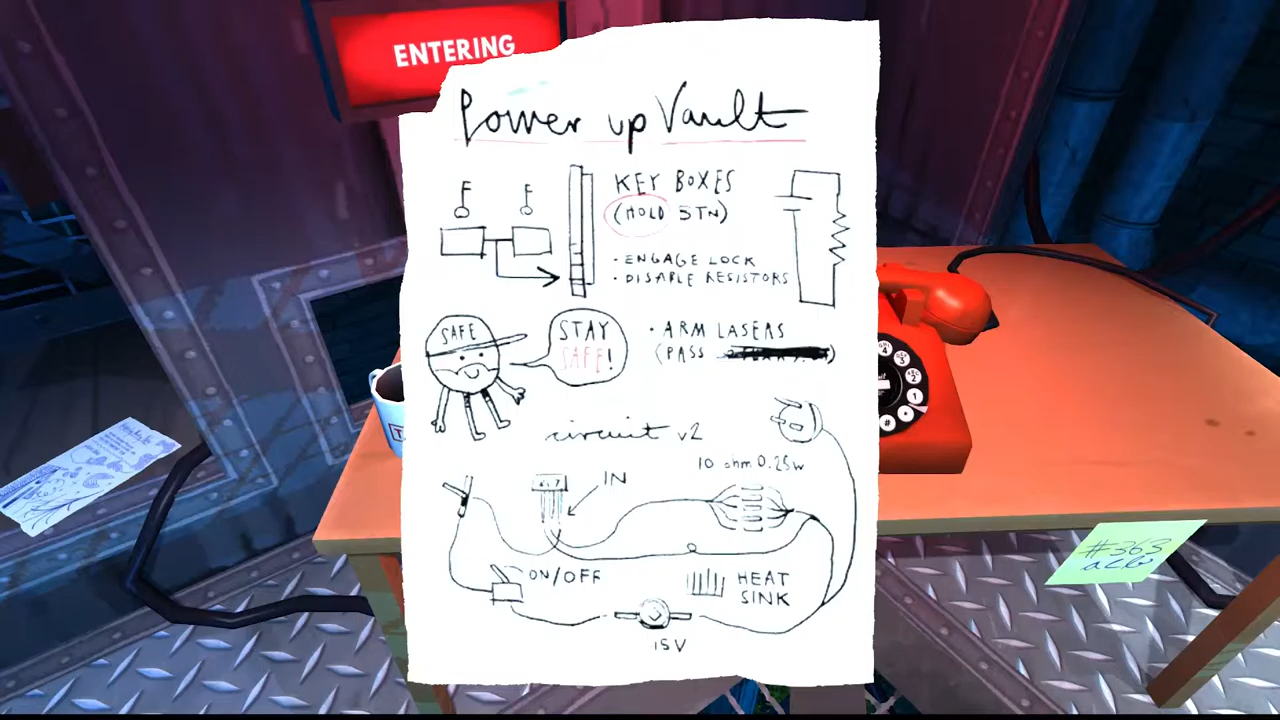 ENTERING
Power up Vault
KEY BOXES
(HOLD 5TN)
· ENGAGE LOCK
· DISABLE RESISTORS
SAFE
STAY
SAFE!
· ARM LASERS
(PASS
circuit v2
10 ohm 0.25w
IN
ON/OFF
HEAT
SINK
15V
#363